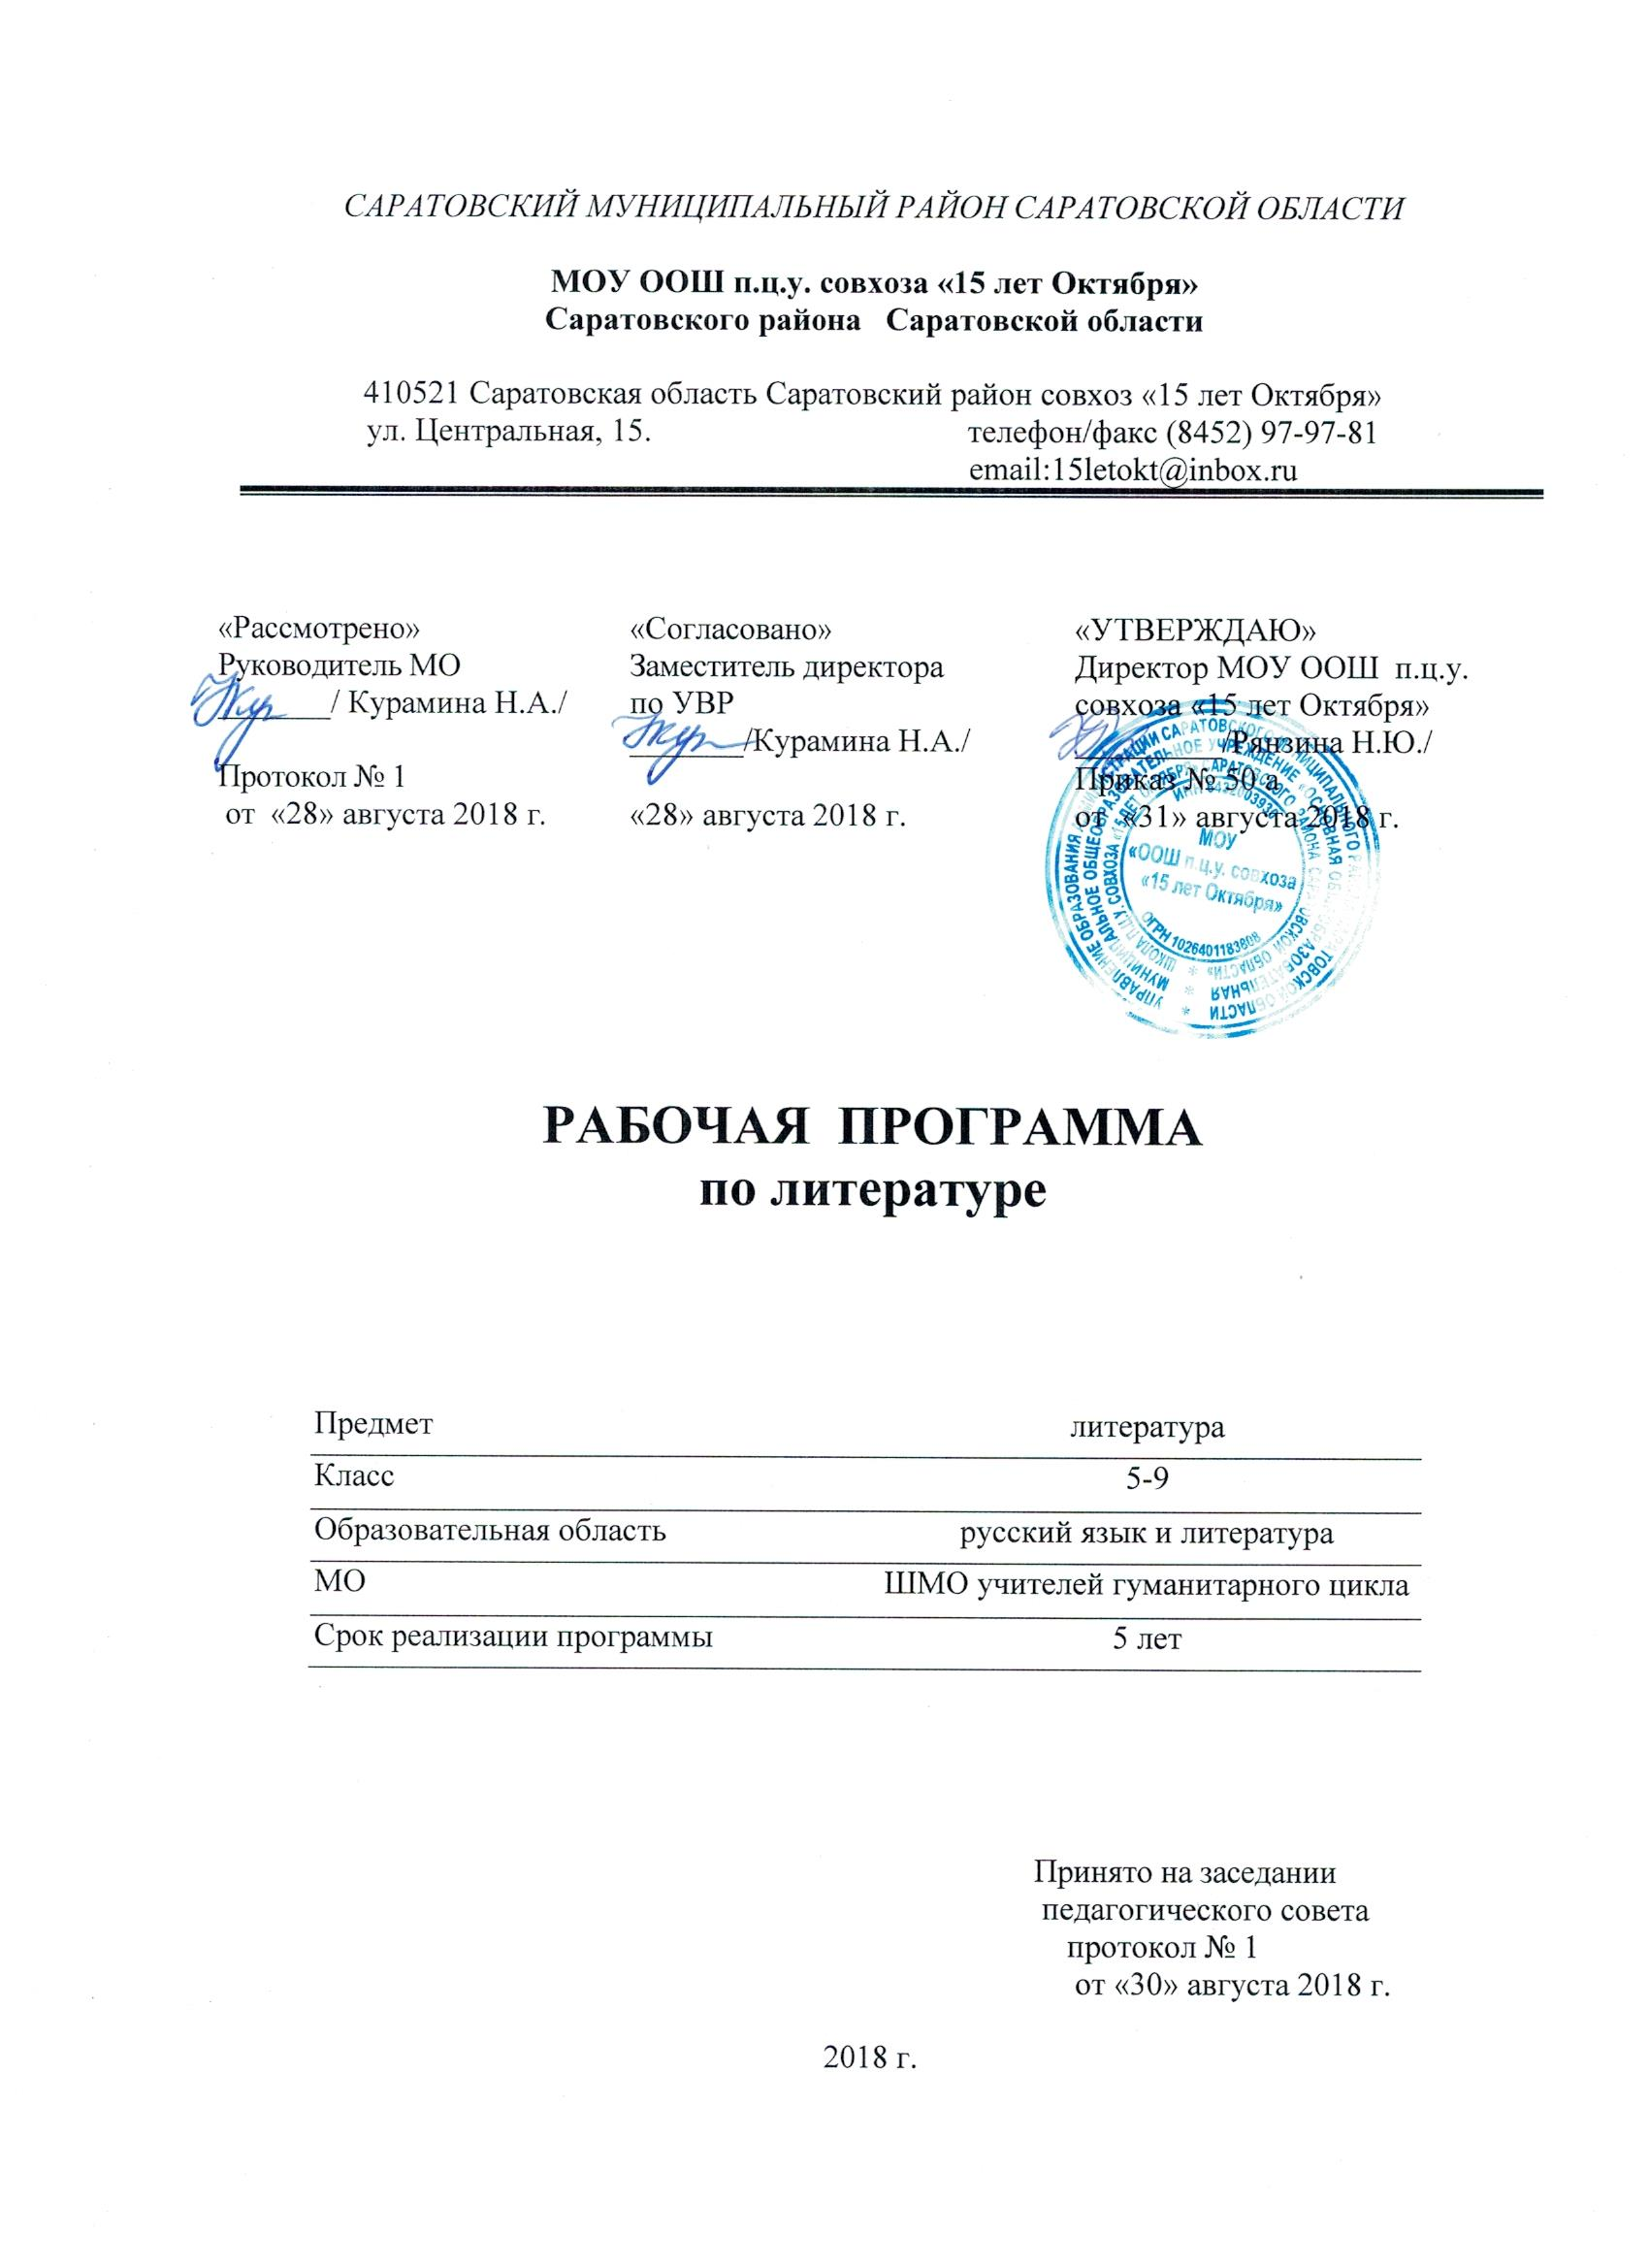 САРАТОВСКИЙ МУНИЦИПАЛЬНЫЙ РАЙОН САРАТОВСКОЙ ОБЛАСТИ
МОУ ООШ п.ц.у. совхоза «15 лет Октября»
Саратовского района Саратовской области
410521 Саратовская область Саратовский район совхоз «15 лет Октября»
ул. Центральная, 15. телефон/факс (8452) 97-97-81
email:15letokt@inbox.ru
«Рассмотрено»
Руководитель МО
/ Курамина Н.А./
Протокол № 1
от «28» августа 2018 г.
«Согласовано»
Заместитель директора
по УВР
/Курамина Н.А./
«28» августа 2018 г.
«УТВЕРЖДАЮ»
Директор МОУ ООШ п.ц.у.
совхоза «15 лет Октября»
/Рянзина Н.Ю./
Приказ № 50 а
от «31» августа 2018 г.
МОУ
«ООШ п.ц.у. совхоза
«15 лет Октября»
ОГРН 1026401183808
РАБОЧАЯ ПРОГРАММА
по литературе
Предмет литература
Класс 5-9
Образовательная область русский язык и литература
МО ШМО учителей гуманитарного цикла
Срок реализации программы 5 лет
Принято на заседании
педагогического совета
протокол № 1
от «30» августа 2018 г.
2018 г.